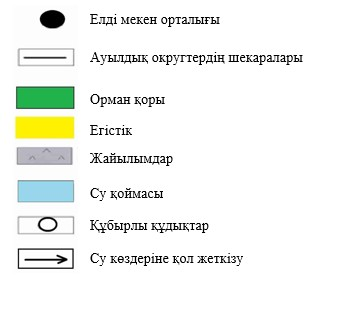 Елді мекен орталығы
Ауылдық округтердің шекаралары
Орман қоры
Егістік
Жайылымдар
Су қоймасы
Құбырлы құдықтар
Су көздеріне қол жеткізу